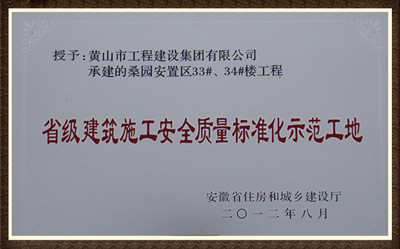 授予:黄山市工程建设集团有限公司
承建的桑园安置区33#、34#楼工程
省级建筑施工安全质量标准化示范工地
安徽省住房和城乡建设厅
二〇一二年八月